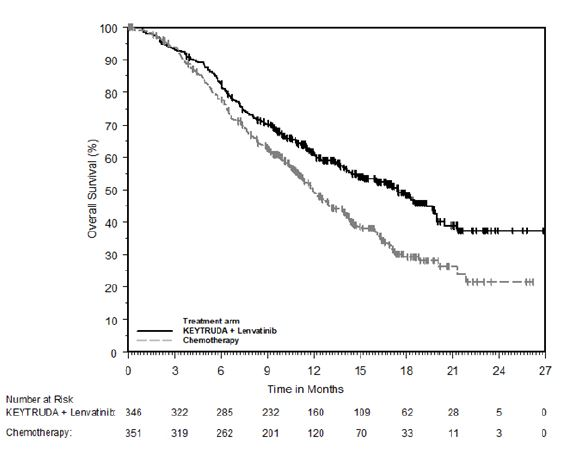 100
90
80
70
60
50
40
30
20
10
0
Overall Survival (%)
Treatment arm
KEYTRUDA + Lenvatinib
Chemotherapy
0 3 6 9 12 15 18 21 24 27
Time in Months
Number at Risk
KEYTRUDA + Lenvatinib: 346 322 285 232 160 109 62 28 5 0
Chemotherapy: 351 319 262 201 120 70 33 11 3 0